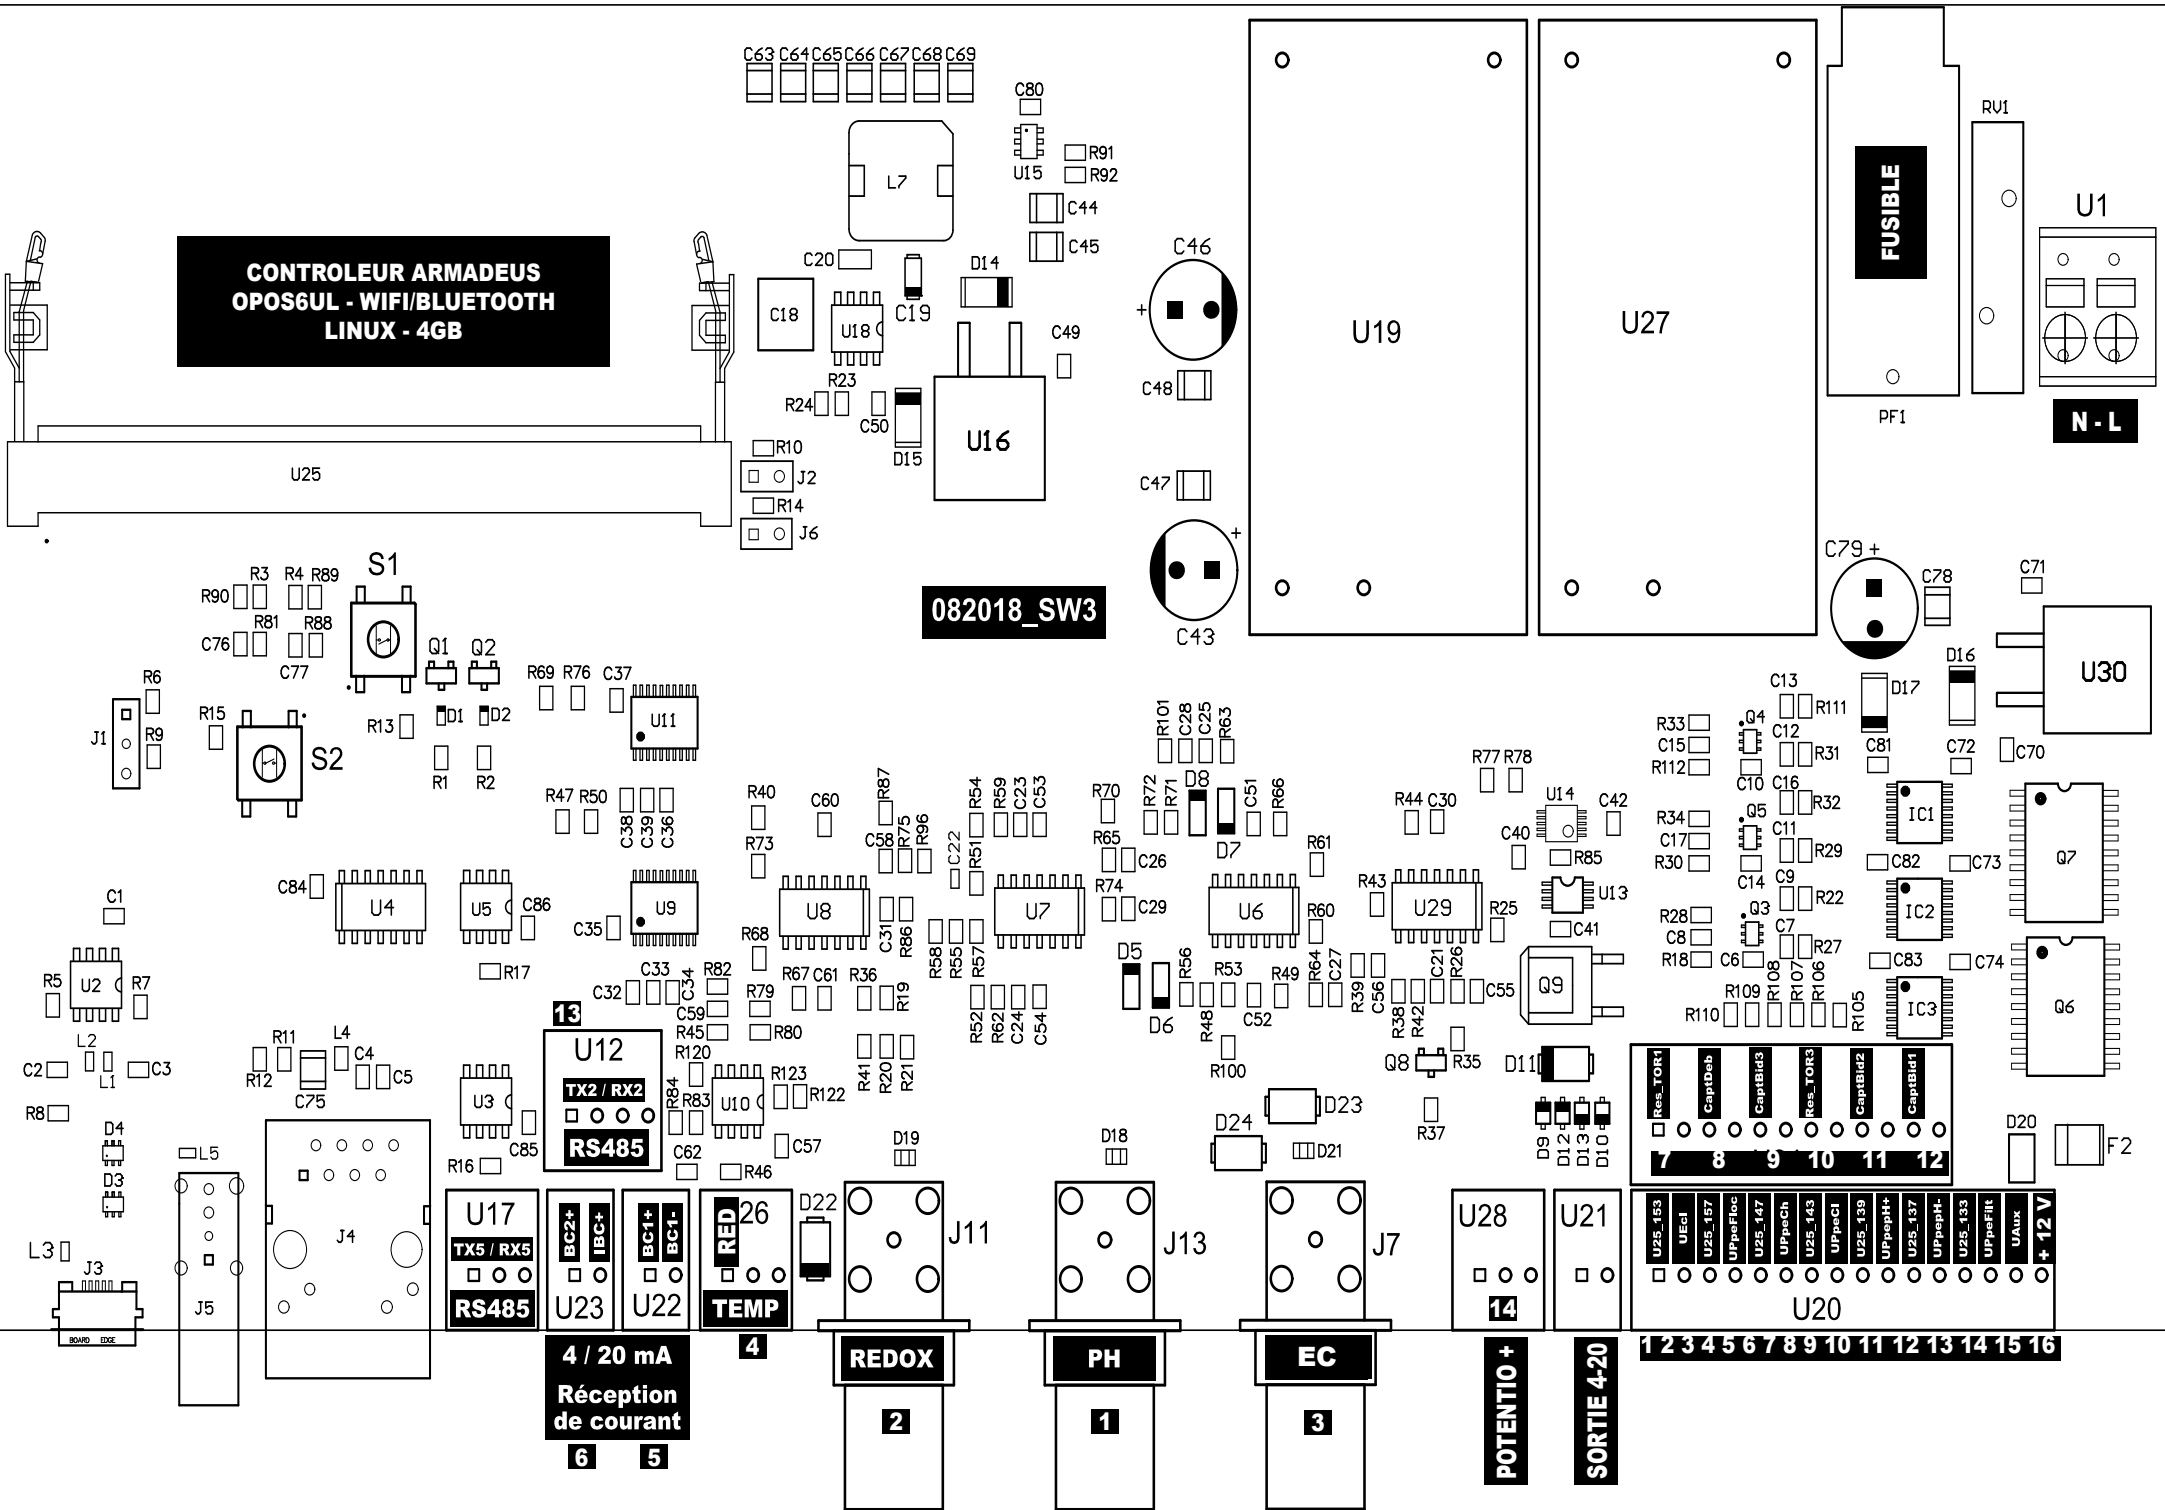 C63 C64 C65 C66 C67 C68 C69
C80
U15
R91
R92
L7
C44
C45
C46
+
RV1
FUSIBLE
U1
CONTROLEUR ARMADEUS
OPOS6UL - WIFI/BLUETOOTH
LINUX - 4GB
C20
C19
D14
C18
U18
C49
U19
U27
R24
R23
C50
D15
U16
C48
C47
PF1
N - L
U25
R10
J2
R14
J6
S1
R90 R3 R4 R89
C76 R81 C77 R88
082018_SW3
+
C43
C79 +
C78
C71
U30
Q1 Q2
D1 D2
R13
R1 R2
R69 R76 C37
U11
R6
R15
J1
R9
S2
D16
D17
C13
R111
R33
Q4
C15
C12
R31
R112
C10
C16
R32
C81
C72
C70
R101 C28 C25 R63
R77 R78
R47 R50 C38 C39 C36
R40
C60
R87
R54 R59 C23 C53
R70
R72 R71
D8
D7
C51 R66
R44 C30
U14
C42
R34
Q5
C17
C11
R29
R30
C14
C9
R22
IC1
Q7
R73
C58 R75 R96
C22
R51
R65 C26
R61
C40
R85
C82
C73
C84
U4
U5
C86
U9
C35
U8
C31 R86
U7
R74 C29
U6
R60
R43
U29
R25
U13
C41
R28
Q3
C8
C7
R27
R18
C6
IC2
C1
R5
U2
R7
R17
R68
R58 R55 R57
D5
D6
R56
R48
R53
C52
R49
R64 C27
R39 C56
R38 R42
C21 R26
C55
Q9
C83
C74
C32 C33 C34
R82
C59
R45
R79
R80
R67 C61 R36 R19
R52 R62 C24 C54
R110 R109 R108 R107 R106 R105
IC3
Q6
13
U12
TX2 / RX2
RS485
L2
L1
C2
C3
R8
R12 R11
L4
C4
C5
C75
R120
R84 R83
U10
R123
R122
R41 R20 R21
R100
Q8
R35
R37
D11
U3
C85
R16
C62
R46
C57
D4
D3
L5
D19
D18
D24
D23
D21
D9 D12 D13 D10
Res_TOR1
CaptDeb
CaptBid3
Res_TOR3
CaptBid2
CaptBid1
7 8 9 10 11 12
D20
F2
L3
J3
BOARD EDGE
J5
J4
U17
TX5 / RX5
RS485
BC2+
IBC+
U23
BC1+
BC1-
U22
RED
26
TEMP
D22
J11
J13
J7
U28
14
U21
U25_153
UEcl
U25_157
UPpeFloc
U25_147
UPpeCh
U25_143
UPpeCl
U25_139
UPpepH+
U25_137
UPpepH-
U25_133
UPpeFilt
UAux
+ 12 V
U20
1 2 3 4 5 6 7 8 9 10 11 12 13 14 15 16
4 / 20 mA
Réception
de courant
6
5
4
REDOX
2
PH
1
EC
3
POTENTIO +
SORTIE 4-20